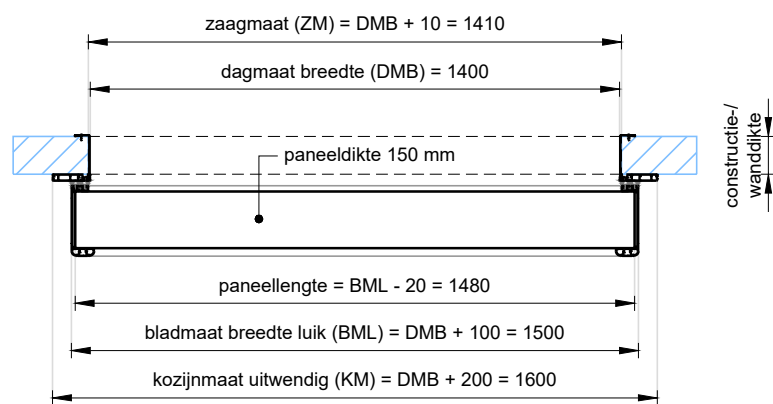 zaagmaat (ZM) = DMB + 10 = 1410
dagmaat breedte (DMB) = 1400
constructie-/
wanddikte
paneeldikte 150 mm
paneellengte = BML - 20 = 1480
bladmaat breedte luik (BML) = DMB + 100 = 1500
kozijnmaat uitwendig (KM) = DMB + 200 = 1600